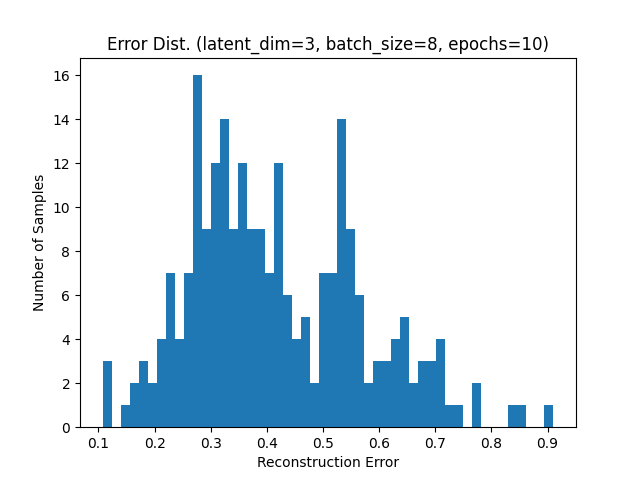 Error Dist. (latent_dim=3, batch_size=8, epochs=10)
16
14
12
10
8
6
4
2
0
Number of Samples
0.1 0.2 0.3 0.4 0.5 0.6 0.7 0.8 0.9
Reconstruction Error